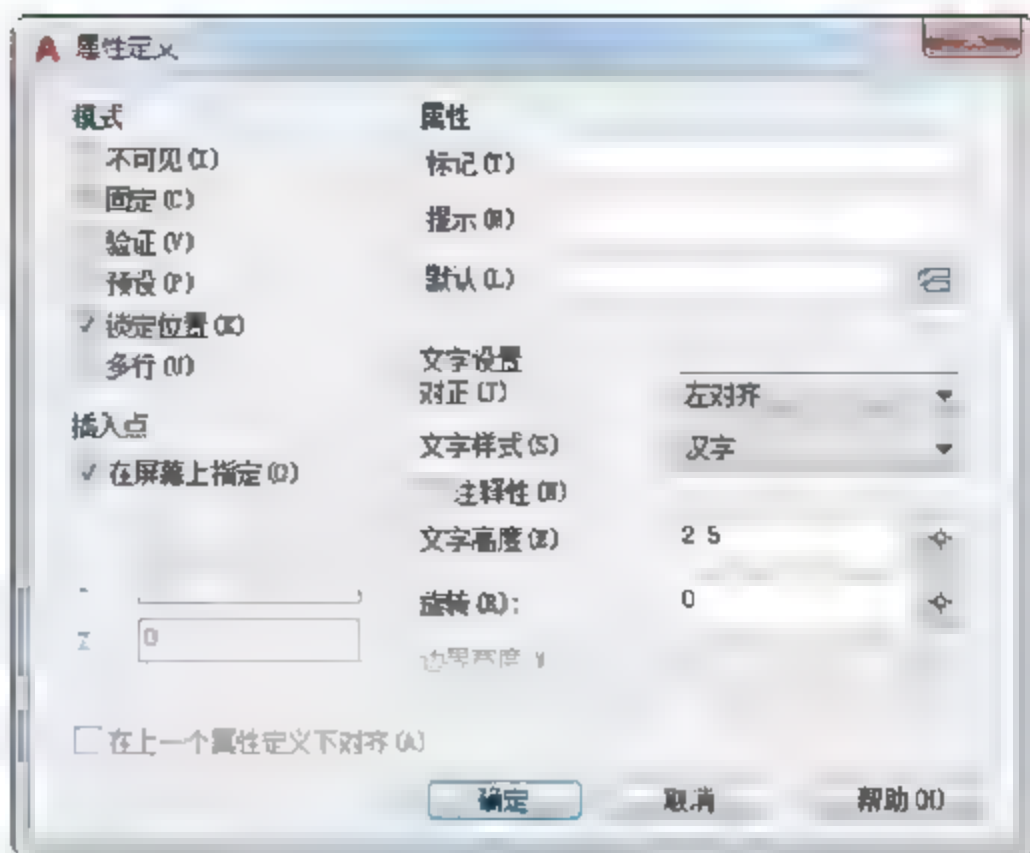 属性定义
模式
不可见(I)
固定(C)
验证(V)
预设(P)
✓ 锁定位置(K)
多行(U)
插入点
✓ 在屏幕上指定(O)
Z
0
在上一个属性定义下对齐(A)
属性
标记(T)
提示(M)
默认(L)
文字设置
对正(J)
左对齐
文字样式(S)
汉字
注释性(N)
文字高度(E)
2 5
旋转(R):
0
确定
取消
帮助(H)